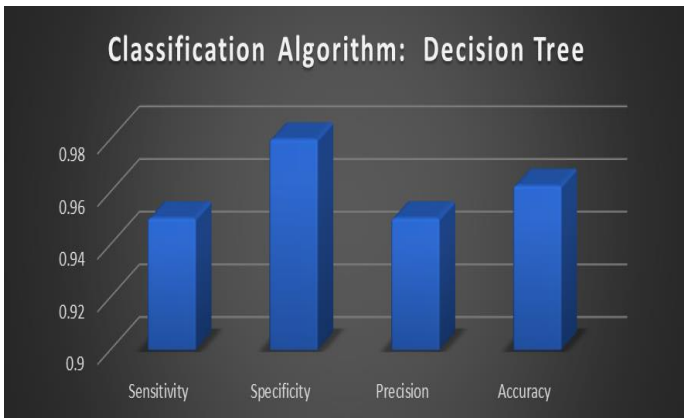 Classification Algorithm: Decision Tree
0.98
0.96
0.94
0.92
0.9
Sensitivity Specificity Precision Accuracy